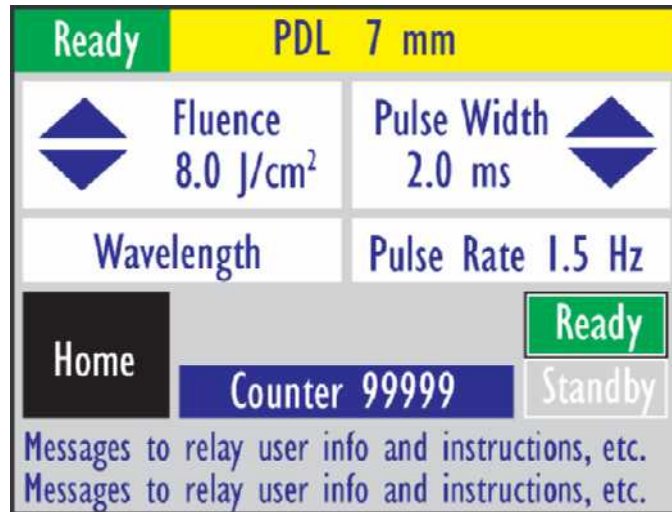 Ready PDL 7 mm
Fluence
8.0 J/cm²
Pulse Width
2.0 ms
Wavelength
Pulse Rate 1.5 Hz
Home
Counter 99999
Ready
Standby
Messages to relay user info and instructions, etc.
Messages to relay user info and instructions, etc.